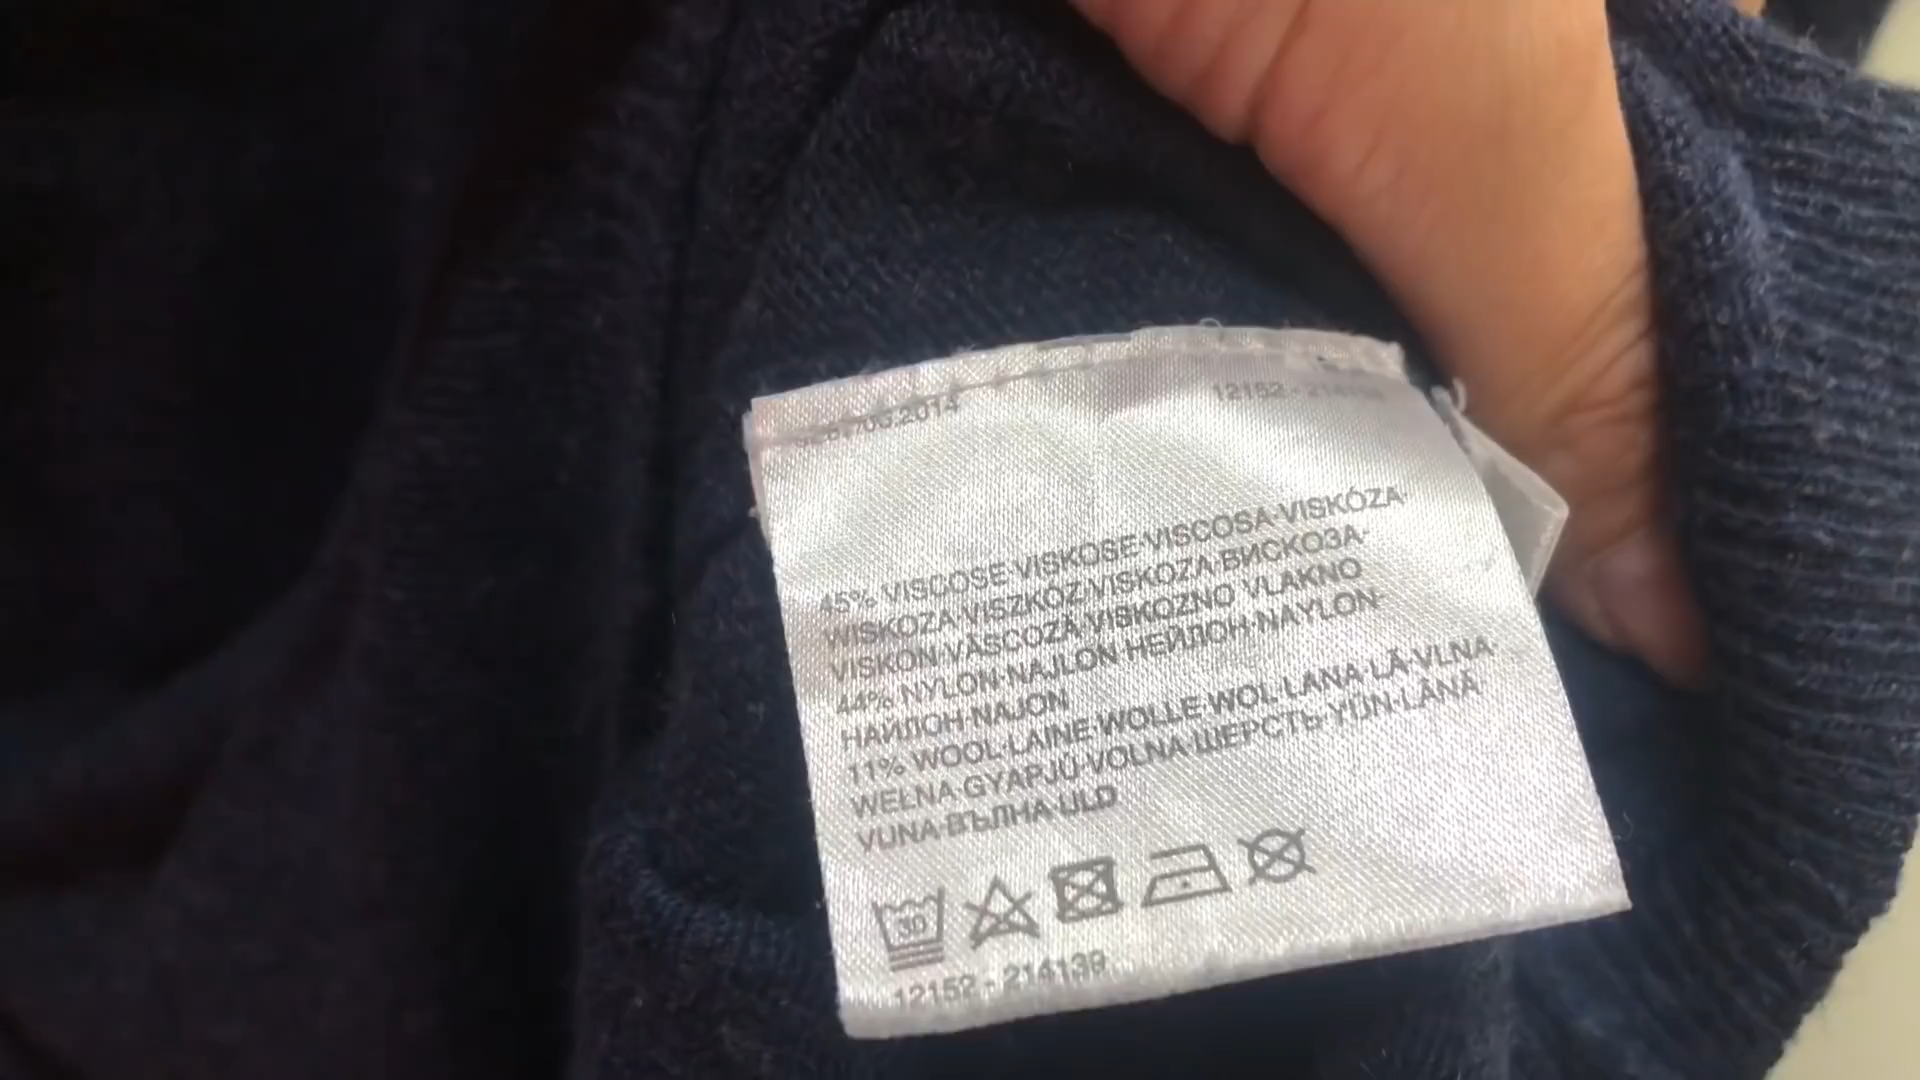 12152 - 
45% VISCOSE·VISKOSE·VISCOSA·VISKÓZA·
WISKOZA·VISZKÓZ·VISKOZA·ВИСКОЗА·
VISKON·VÂSCOZĂ·VISKOZNO VLAKNO
44% NYLON·NAJLON НЕЙЛОН·NAYLON·
НАЙЛОН·NAJON
11% WOOL·LAINE·WOLLE·WOL·LANA·LÃ·VLNA·
WEŁNA·GYAPJÚ·VOLNA·ШЕРСТЬ·YÜN·LÂNĂ
VUNA·ВЪЛНА·ULD
30
12152 - 214139